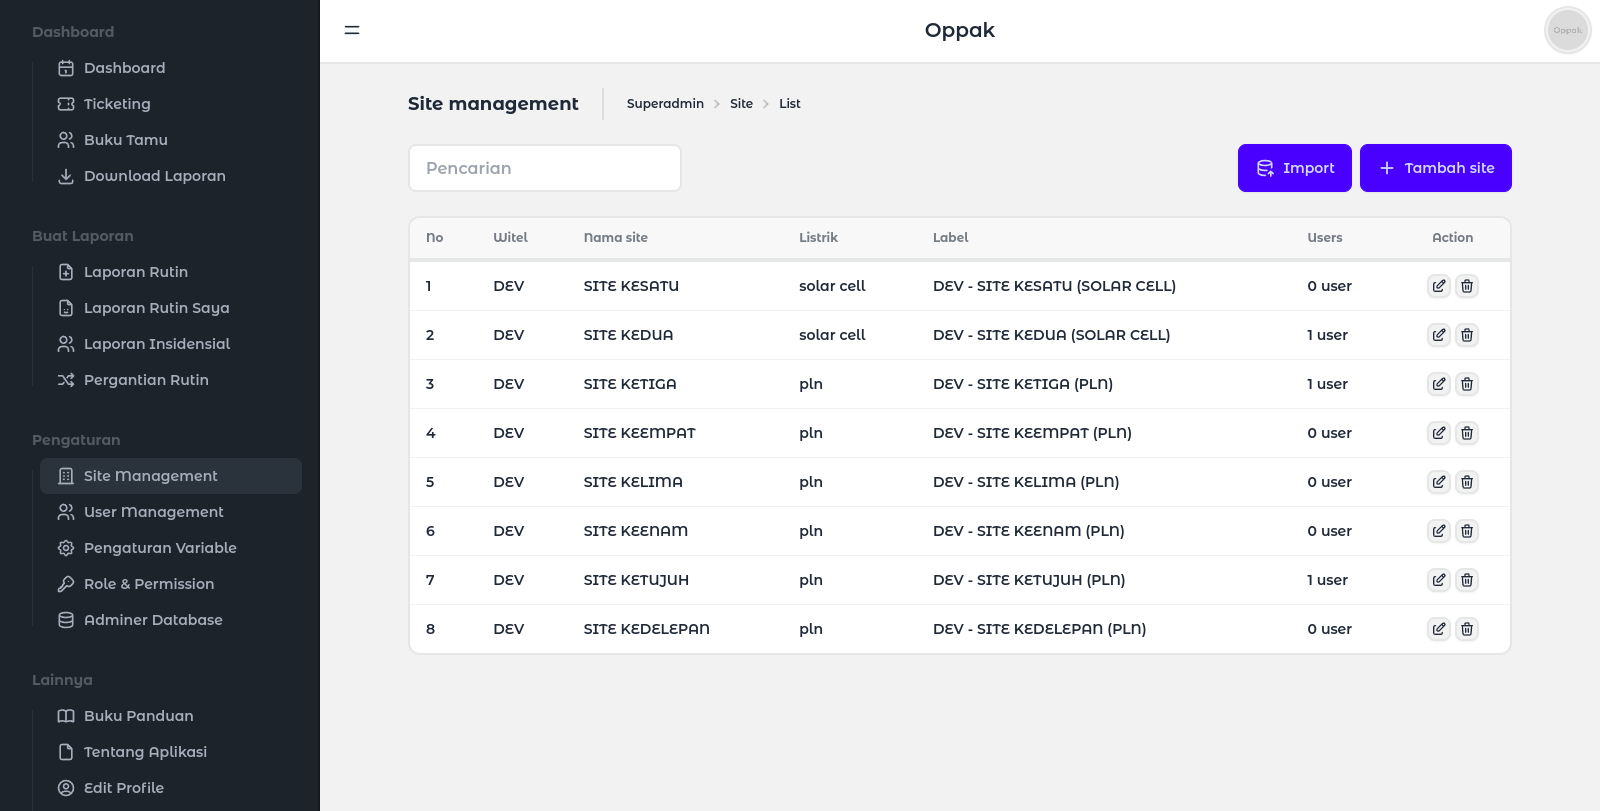 Dashboard
Dashboard
Ticketing
Buku Tamu
Download Laporan
Buat Laporan
Laporan Rutin
Laporan Rutin Saya
Laporan Insidensial
Pergantian Rutin
Pengaturan
Site Management
User Management
Pengaturan Variable
Role & Permission
Adminer Database
Lainnya
Buku Panduan
Tentang Aplikasi
Edit Profile
Oppak
Oppak
Site management
Superadmin > Site > List
Pencarian
Import
Tambah site
No Witel Nama site Listrik Label Users Action
1 DEV SITE KESATU solar cell DEV - SITE KESATU (SOLAR CELL) 0 user
2 DEV SITE KEDUA solar cell DEV - SITE KEDUA (SOLAR CELL) 1 user
3 DEV SITE KETIGA pln DEV - SITE KETIGA (PLN) 1 user
4 DEV SITE KEEMPAT pln DEV - SITE KEEMPAT (PLN) 0 user
5 DEV SITE KELIMA pln DEV - SITE KELIMA (PLN) 0 user
6 DEV SITE KEENAM pln DEV - SITE KEENAM (PLN) 0 user
7 DEV SITE KETUJUH pln DEV - SITE KETUJUH (PLN) 1 user
8 DEV SITE KEDELEPAN pln DEV - SITE KEDELEPAN (PLN) 0 user